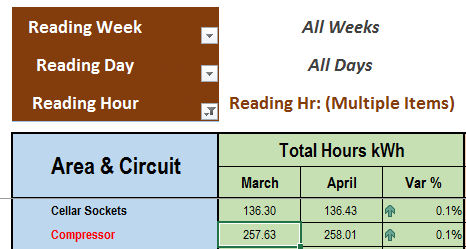 Reading Week All Weeks
Reading Day All Days
Reading Hour Reading Hr: (Multiple Items)
Area & Circuit Total Hours kWh
March April Var %
Cellar Sockets 136.30 136.43 0.1%
Compressor 257.63 258.01 0.1%